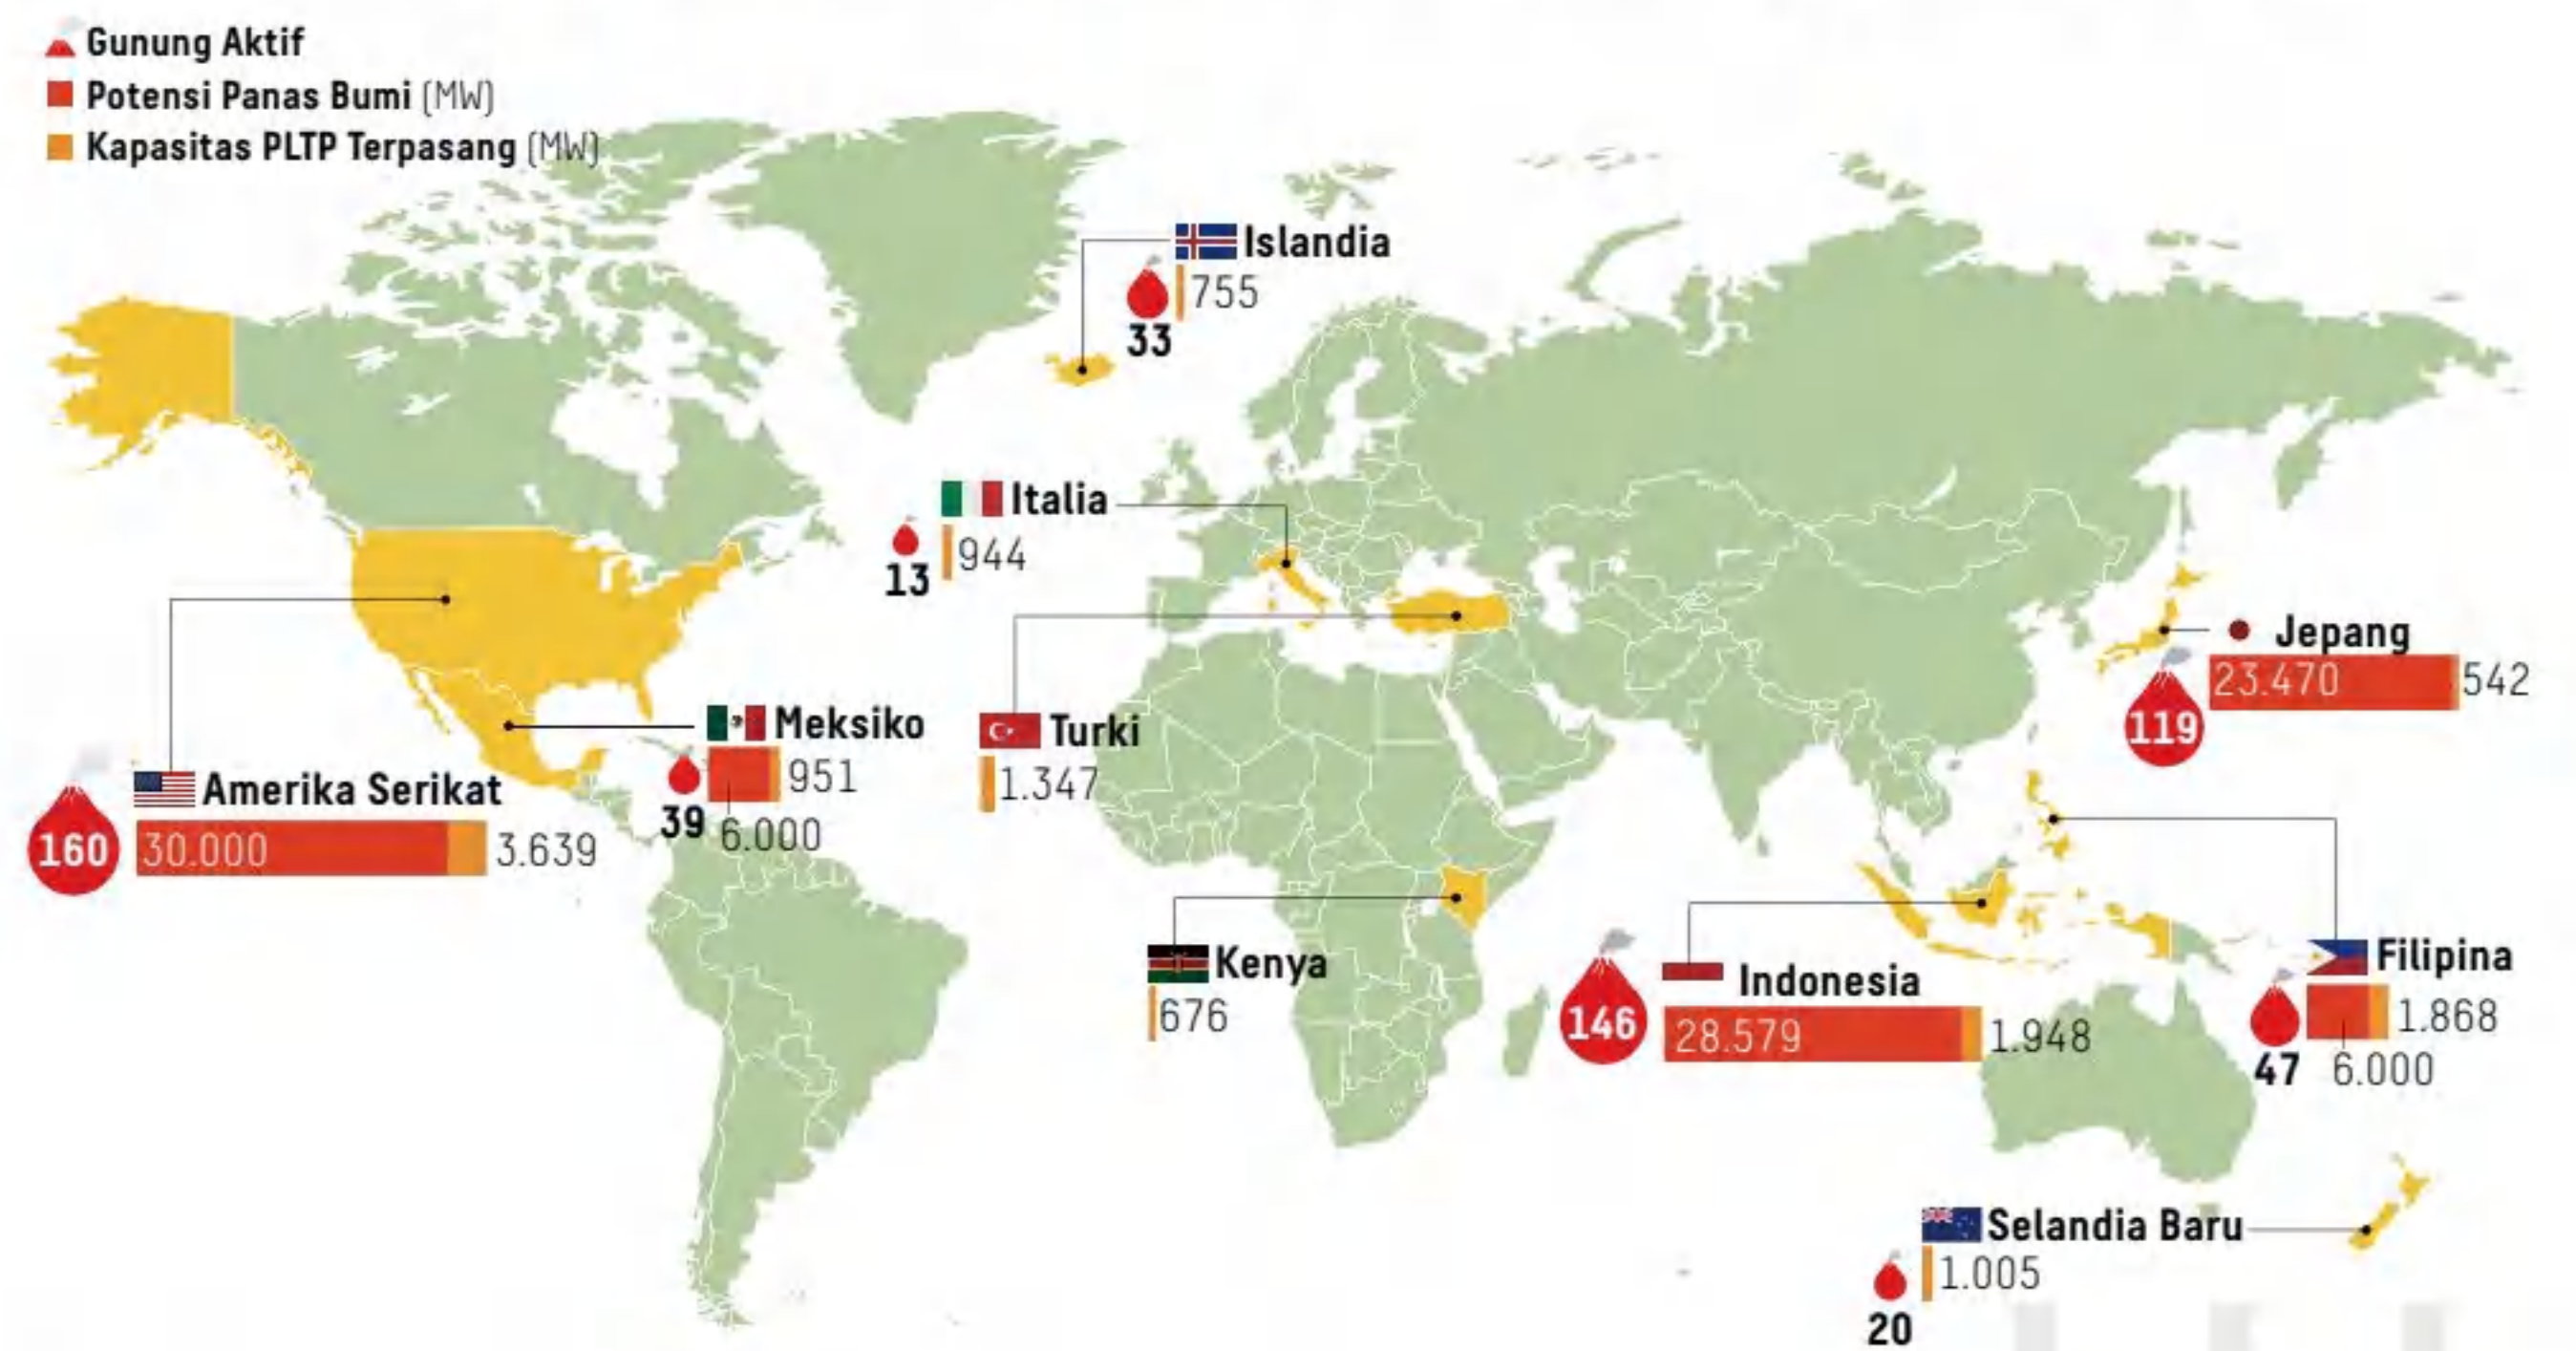 Gunung Aktif
Potensi Panas Bumi (MW)
Kapasitas PLTP Terpasang (MW)
Islandia
755
33
Italia
944
13
Jepang
23.470 542
119
Meksiko
951
39 6.000
Turki
1.347
Amerika Serikat
160 30.000 3.639
Kenya
676
Indonesia
146 28.579 1.948
Filipina
1.868
47 6.000
Selandia Baru
1.005
20